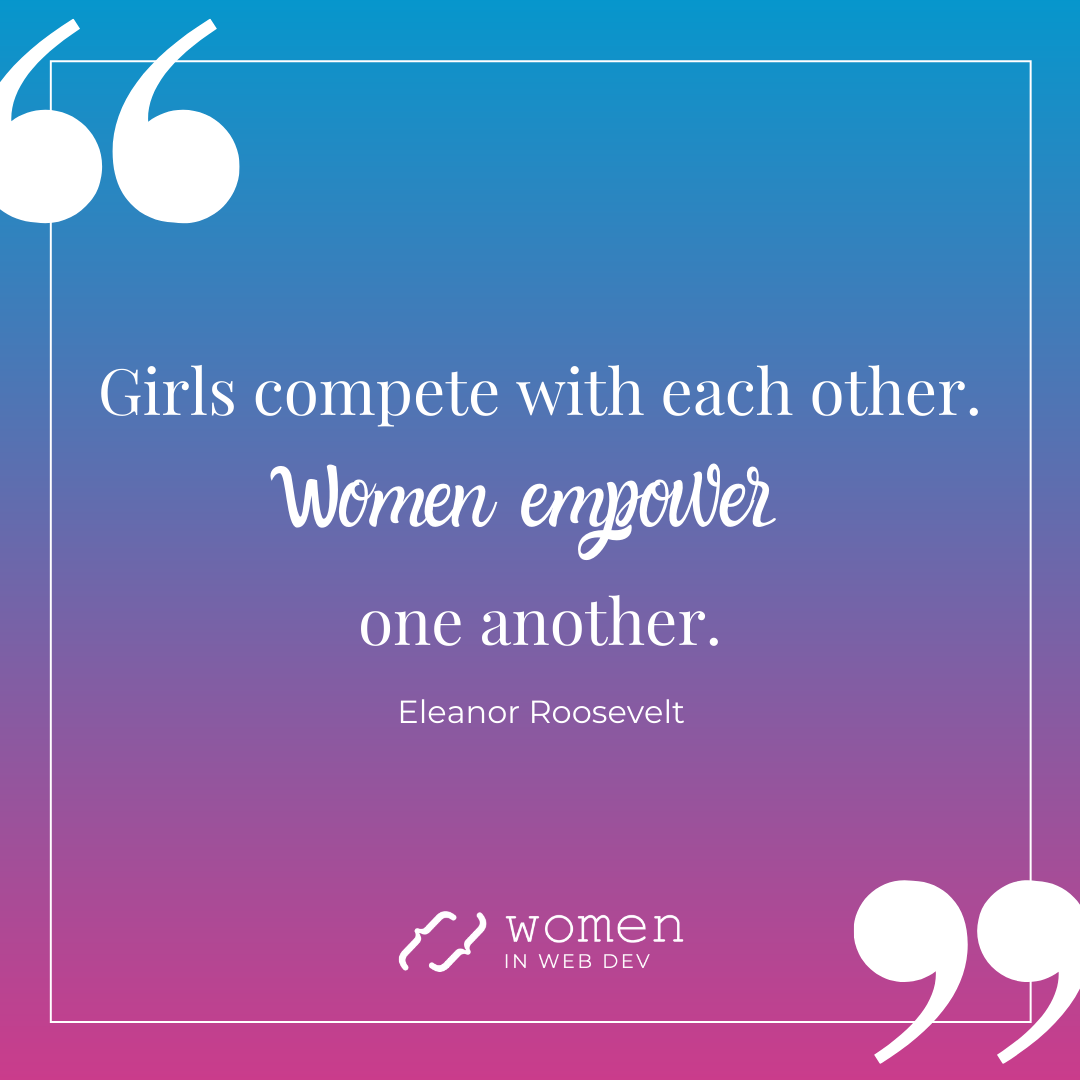 Girls compete with each other.
Women empower
one another.
Eleanor Roosevelt
women
IN WEB DEV